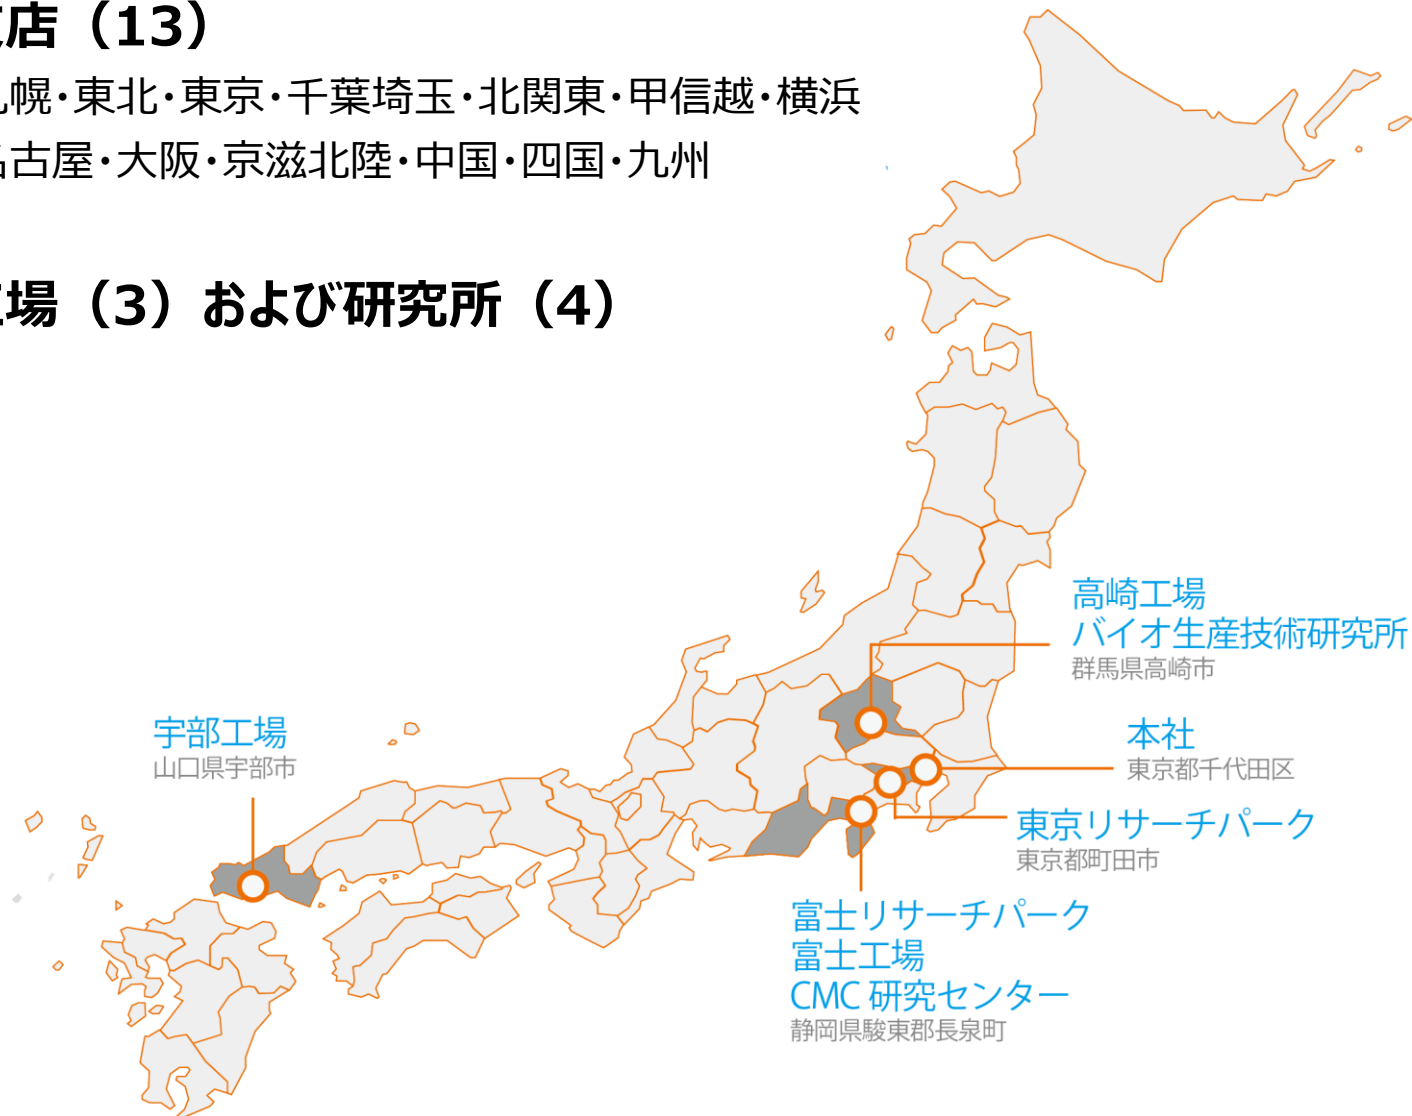 店（13）
幌・東北・東京・千葉埼玉・北関東・甲信越・横浜
古屋・大阪・京滋北陸・中国・四国・九州
場（3）および研究所（4）
高崎工場
バイオ生産技術研究所
群馬県高崎市
宇部工場
山口県宇部市
本社
東京都千代田区
東京リサーチパーク
東京都町田市
富士リサーチパーク
富士工場
CMC 研究センター
静岡県駿東郡長泉町